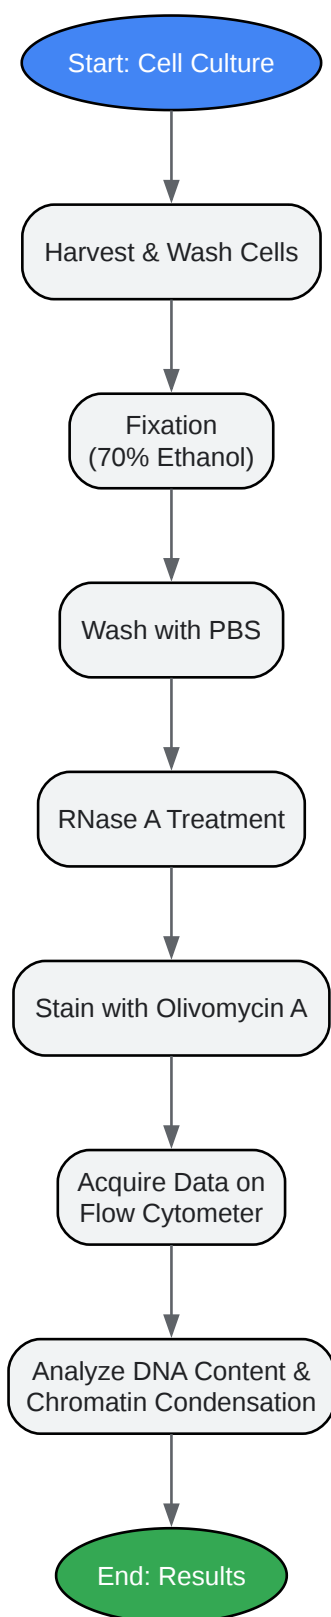 Start: Cell Culture
Harvest & Wash Cells
Fixation
(70% Ethanol)
Wash with PBS
RNase A Treatment
Stain with Olivomycin A
Acquire Data on
Flow Cytometer
Analyze DNA Content &
Chromatin Condensation
End: Results